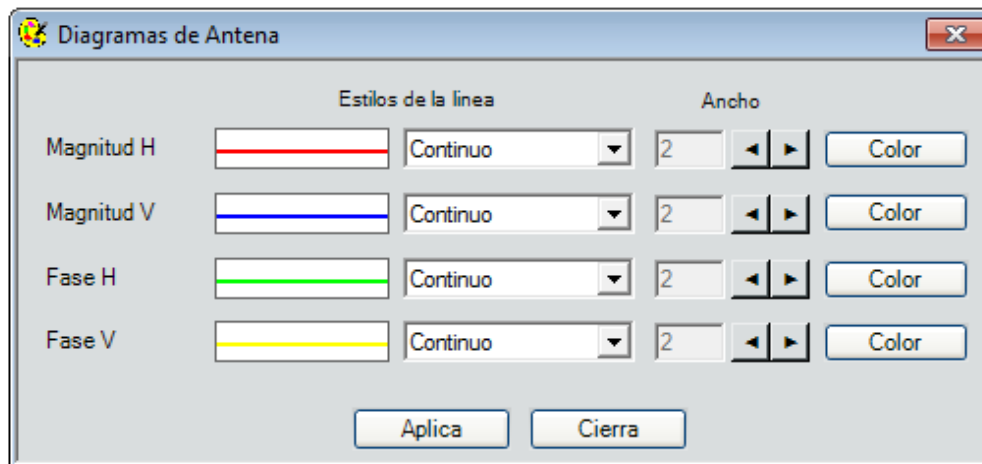 Diagramas de Antena
Estilos de la linea Ancho
Magnitud H Continuo 2 Color
Magnitud V Continuo 2 Color
Fase H Continuo 2 Color
Fase V Continuo 2 Color
Aplica Cierra